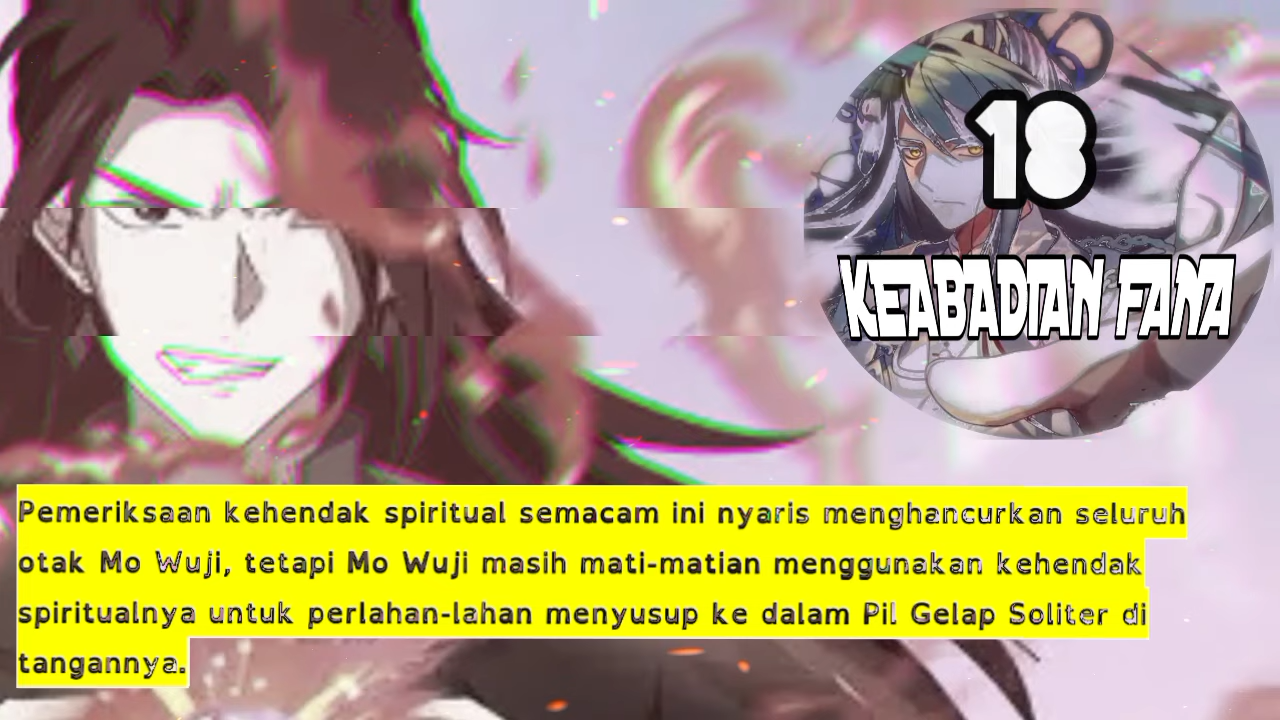 18
KEABADIAN FANA
Pemeriksaan kehendak spiritual semacam ini nyaris menghancurkan seluruh
otak Mo Wuji, tetapi Mo Wuji masih mati-matian menggunakan kehendak
spiritualnya untuk perlahan-lahan menyusup ke dalam Pil Gelap Soliter di
tangannya.